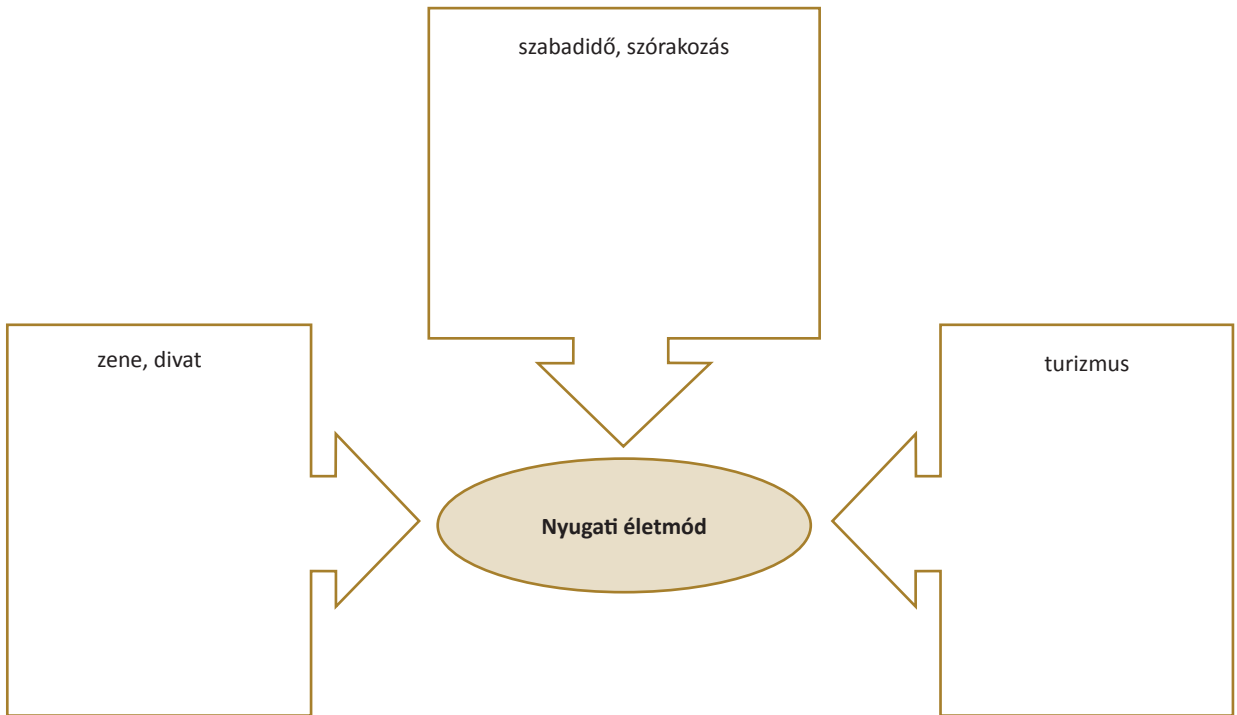 szabadidő, szórakozás
zene, divat
turizmus
Nyugati életmód